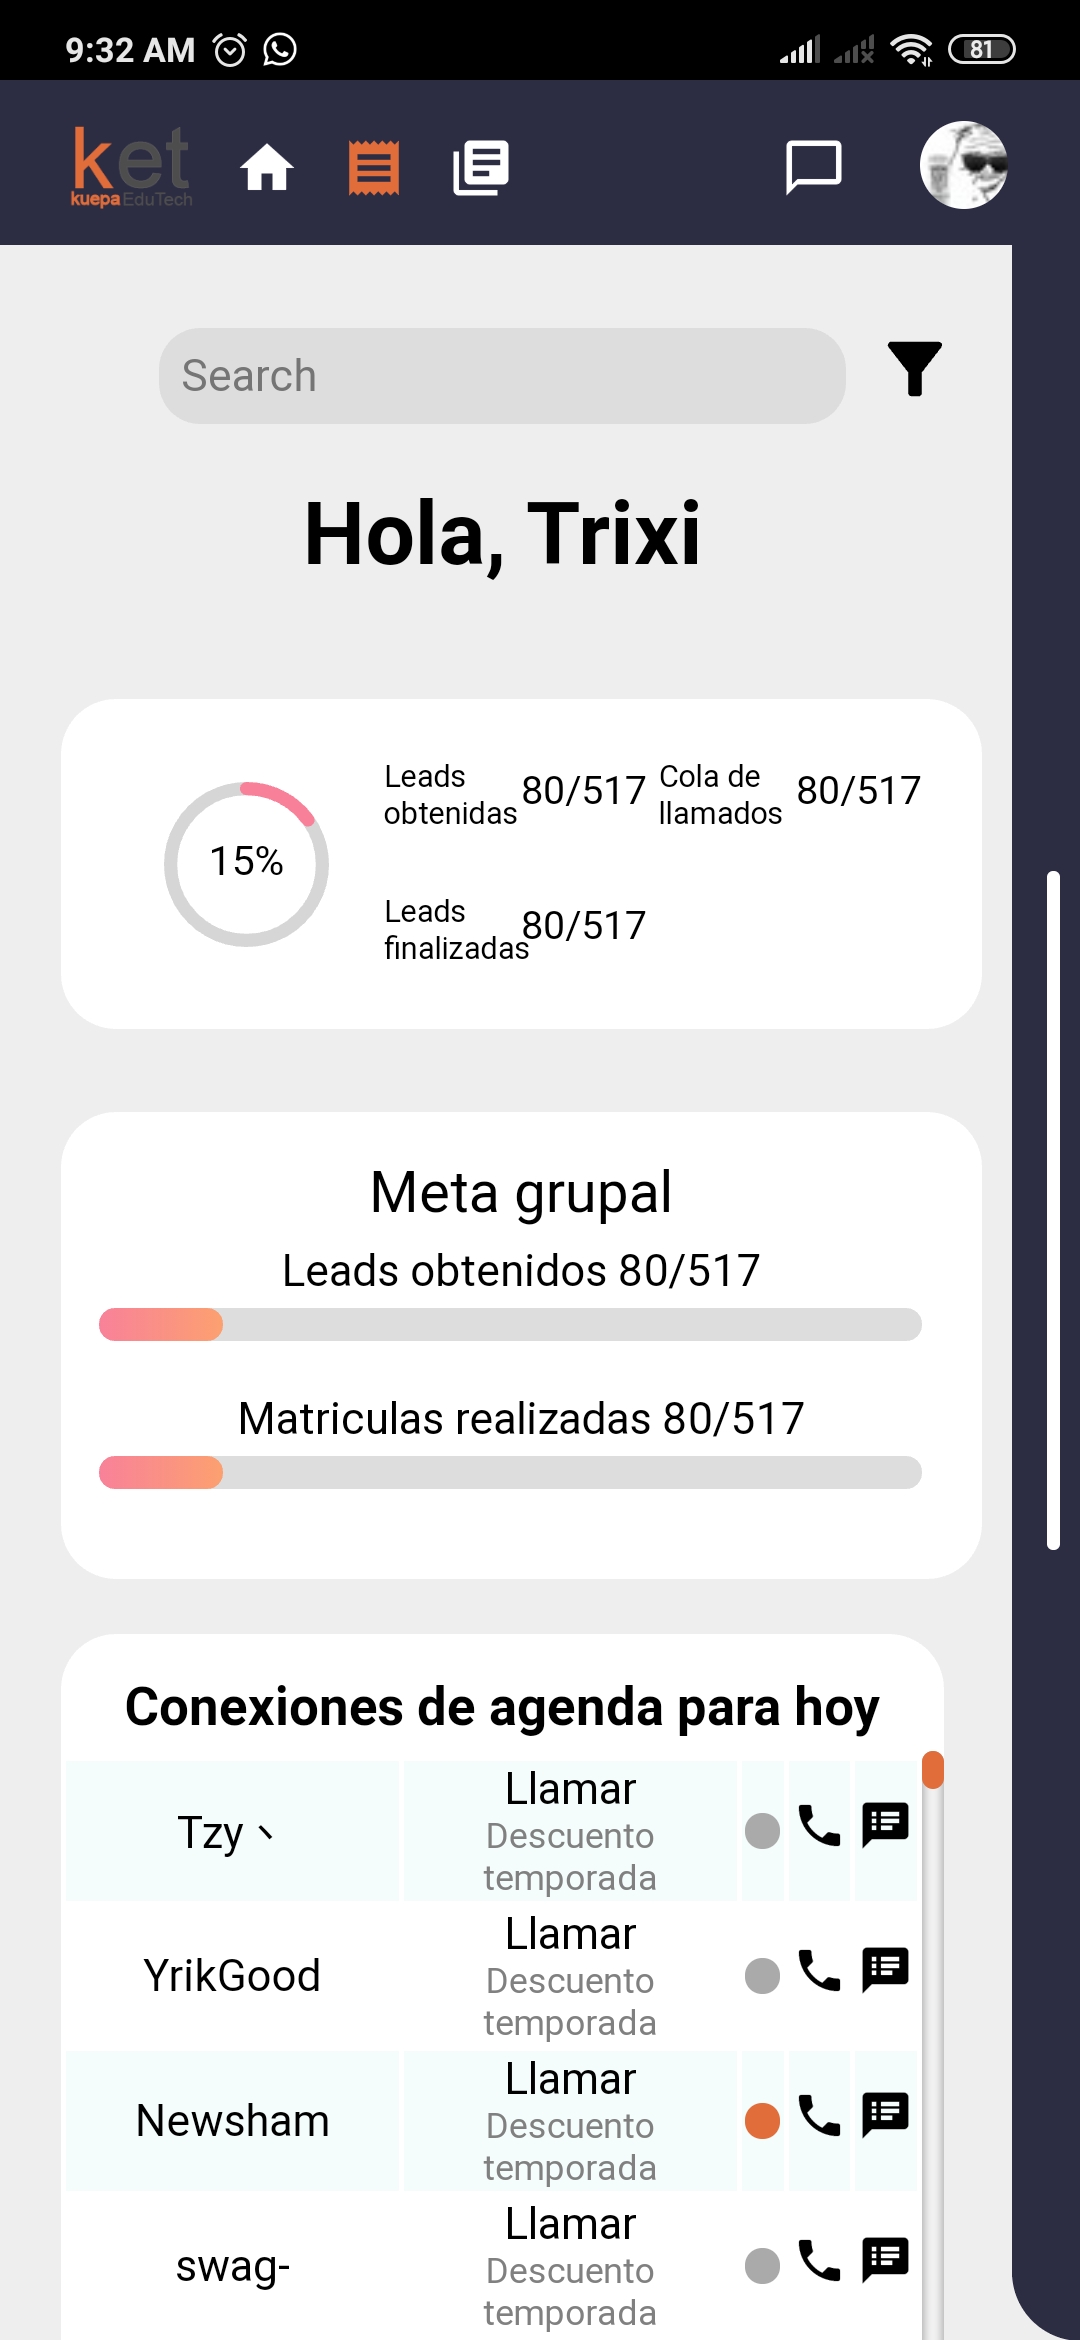 9:32 AM
81
ket
kuepa EduTech
Search
Hola, Trixi
15%
Leads
obtenidas
80/517
Cola de
llamados
80/517
Leads
finalizadas
80/517
Meta grupal
Leads obtenidos 80/517
Matriculas realizadas 80/517
Conexiones de agenda para hoy
Tzy ヽ
Llamar
Descuento
temporada
YrikGood
Llamar
Descuento
temporada
Newsham
Llamar
Descuento
temporada
swag-
Llamar
Descuento
temporada